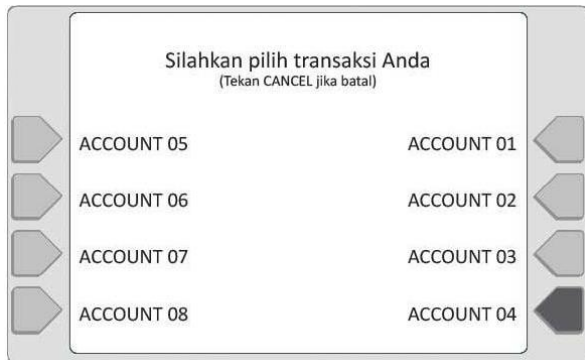 Silahkan pilih transaksi Anda
(Tekan CANCEL jika batal)
ACCOUNT 05 ACCOUNT 01
ACCOUNT 06 ACCOUNT 02
ACCOUNT 07 ACCOUNT 03
ACCOUNT 08 ACCOUNT 04